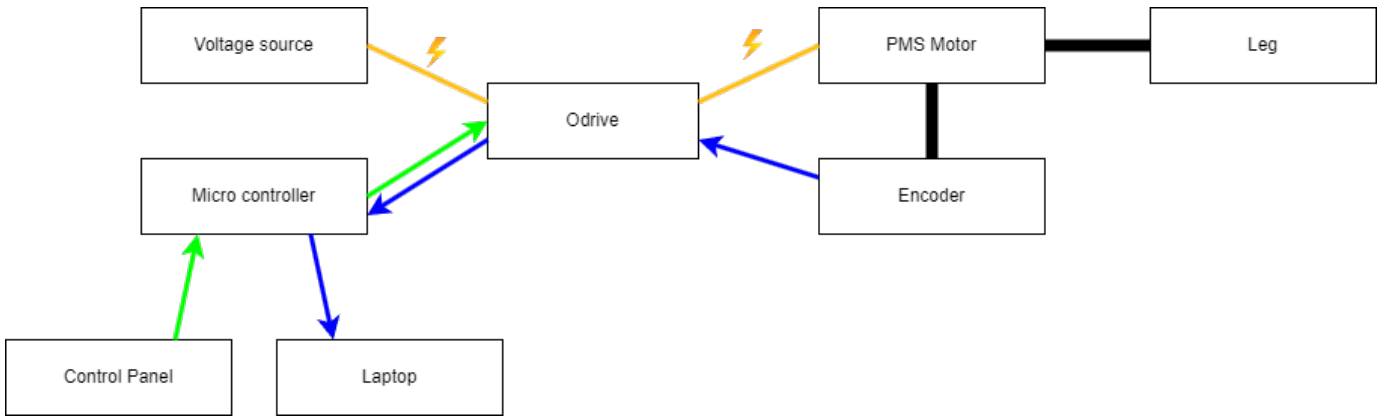 Voltage source
PMS Motor
Leg
Odrive
Micro controller
Encoder
Control Panel
Laptop